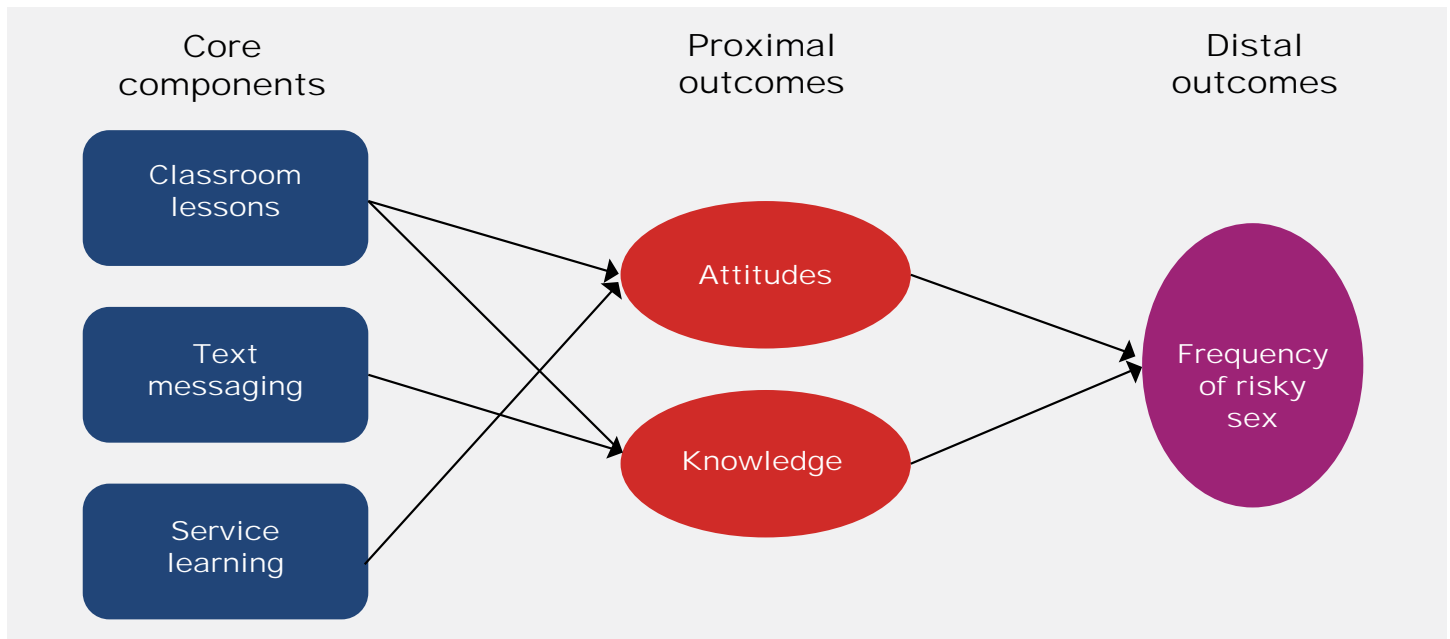 Core
components
Proximal
outcomes
Distal
outcomes
Classroom
lessons
Text
messaging
Service
learning
Attitudes
Knowledge
Frequency
of risky
sex